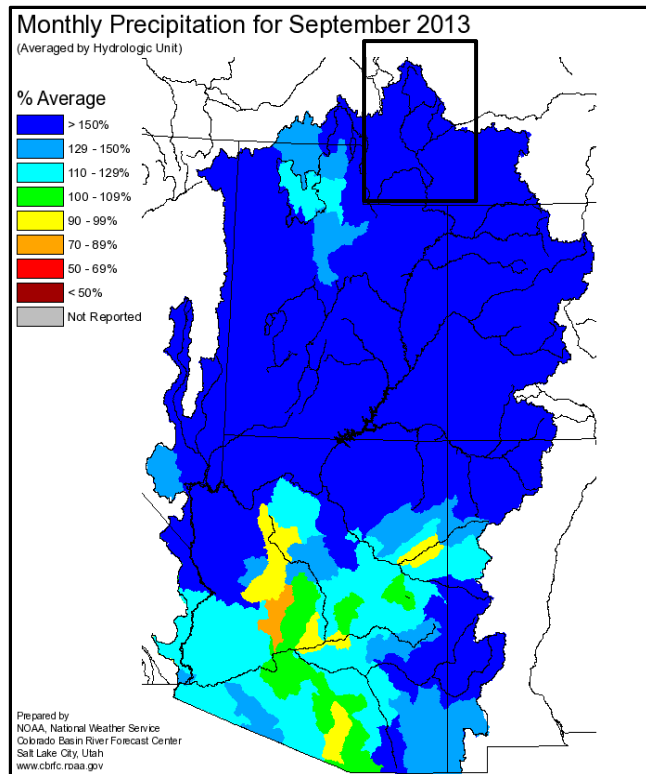 Monthly Precipitation for September 2013
(Averaged by Hydrologic Unit)
% Average
> 150%
129 - 150%
110 - 129%
100 - 109%
90 - 99%
70 - 89%
50 - 69%
< 50%
Not Reported
Prepared by
NOAA, National Weather Service
Colorado Basin River Forecast Center
Salt Lake City, Utah
www.cbrfc.noaa.gov